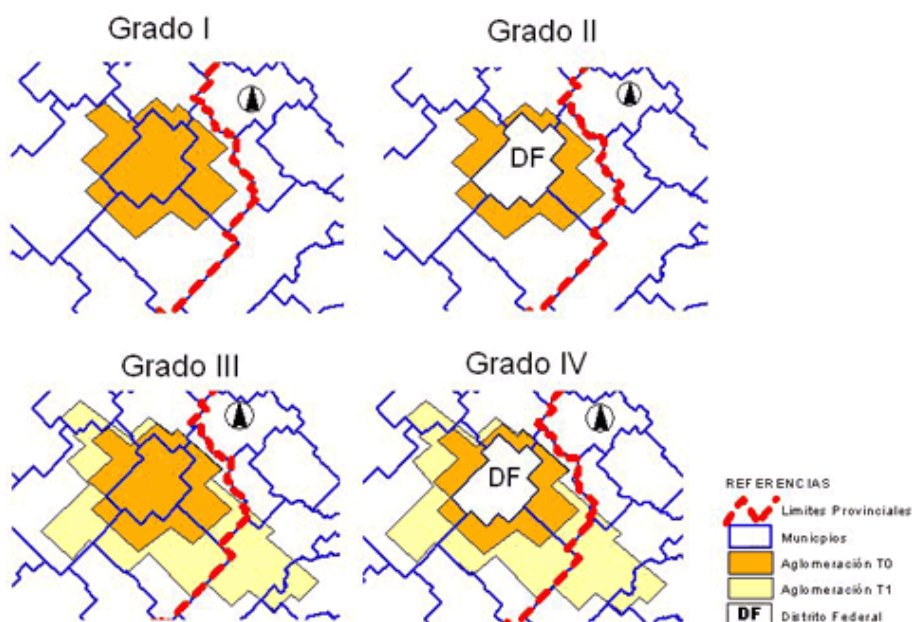 Grado I
Grado II
DF
Grado III
Grado IV
DF
REFERENCIAS
Limites Provinciales
Municpios
Aglomeración T0
Aglomeración T1
DF Distrito Federal